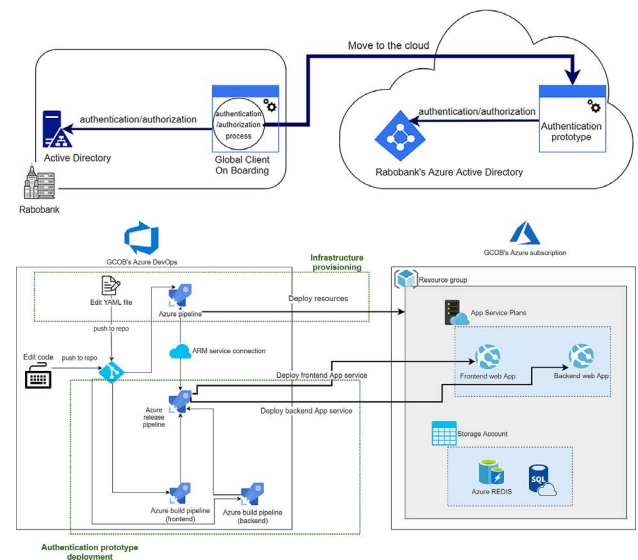 Move to the cloud
authentication/authorization
authentication
/authorization
process
Active Directory
Global Client
On Boarding
Rabobank
authentication/authorization
Authentication
prototype
Rabobank's Azure Active Directory
GCOB's Azure DevOps
GCOB's Azure subscription
Infrastructure
provisioning
Edit YAML file
Azure pipeline
Deploy resources
Resource group
push to repo
App Service Plans
Edit code
push to repo
ARM service connection
Deploy frontend App service
Frontend web App
Backend web App
Azure
release
pipeline
Deploy backend App service
Storage Account
Azure REDIS
SQL
Azure build pipeline
(frontend)
Azure build pipeline
(backend)
Authentication prototype
deployment